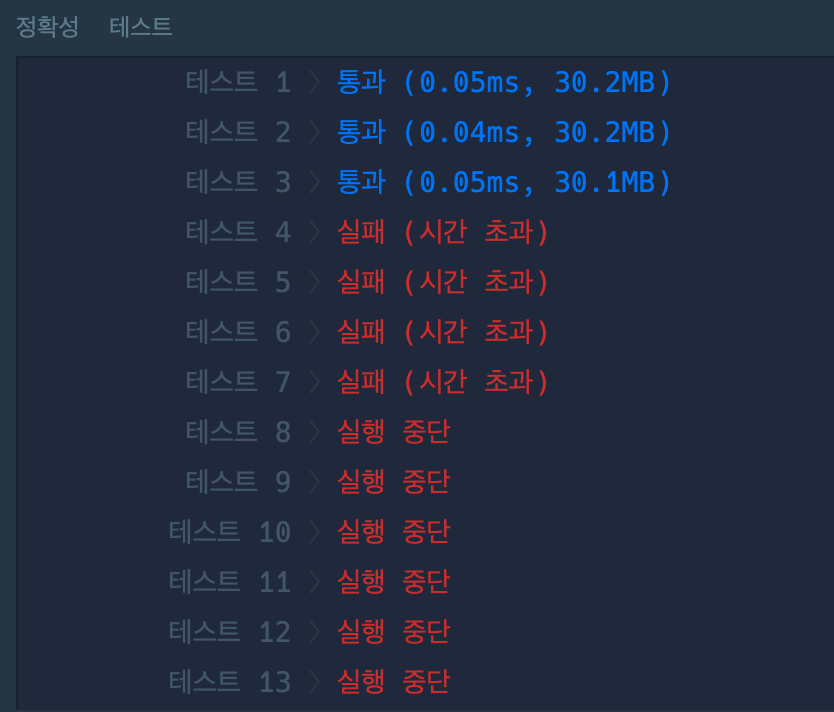 정확성 테스트
테스트 1 〉 통과 (0.05ms, 30.2MB)
테스트 2 〉 통과 (0.04ms, 30.2MB)
테스트 3 〉 통과 (0.05ms, 30.1MB)
테스트 4 〉 실패 (시간 초과)
테스트 5 〉 실패 (시간 초과)
테스트 6 〉 실패 (시간 초과)
테스트 7 〉 실패 (시간 초과)
테스트 8 〉 실행 중단
테스트 9 〉 실행 중단
테스트 10 〉 실행 중단
테스트 11 〉 실행 중단
테스트 12 〉 실행 중단
테스트 13 〉 실행 중단